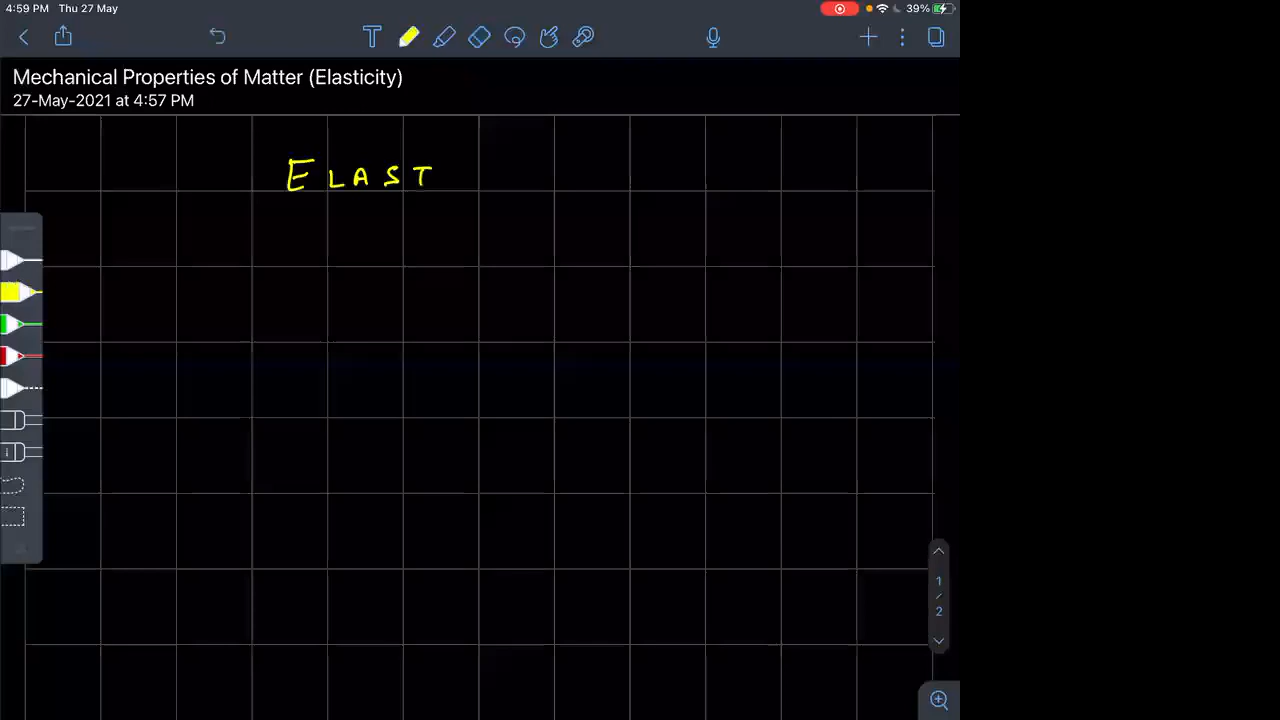 4:59 PM Thu 27 May 39%
T
Mechanical Properties of Matter (Elasticity)
27-May-2021 at 4:57 PM
ELAST
1
/
2